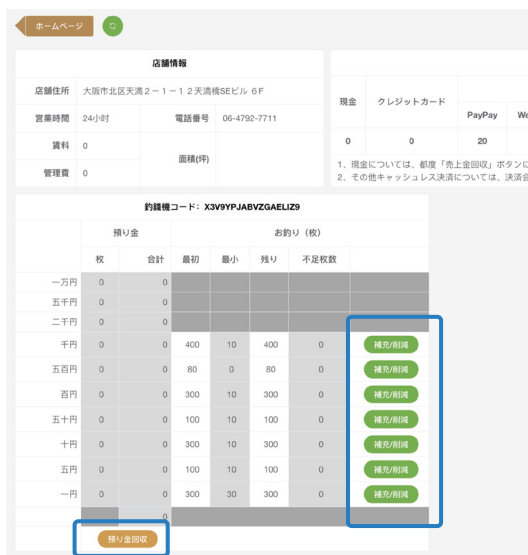 ホームページ
店舗情報
店舗住所 大阪市北区天満2－1－12天満橋SEビル 6F
営業時間 24小时 電話番号 06-4792-7711
賃料 0 面積(坪)
管理費 0
現金 クレジットカード PayPay We
0 0 20
1、現金については、都度「売上金回収」ボタンに
2、その他キャッシュレス決済については、決済会
釣銭機コード: X3V9YPJABVZGAELIZ9
預り金 お釣り（枚）
枚 合計 最初 最小 残り 不足枚数
一万円 0 0
五千円 0 0
二千円 0 0
千円 0 0 400 10 400 0 補充/削減
五百円 0 0 80 0 80 0 補充/削減
百円 0 0 300 10 300 0 補充/削減
五十円 0 0 100 10 100 0 補充/削減
十円 0 0 300 10 300 0 補充/削減
五円 0 0 100 10 100 0 補充/削減
一円 0 0 300 30 300 0 補充/削減
0
預り金回収